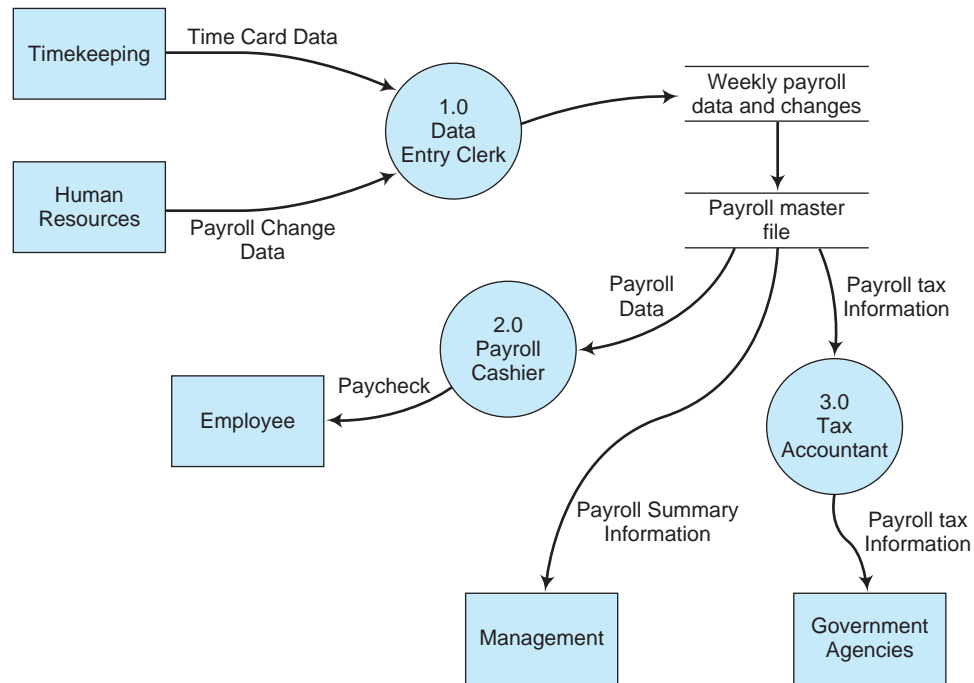 Timekeeping
Time Card Data
1.0
Data
Entry Clerk
Weekly payroll
data and changes
Human
Resources
Payroll Change
Data
Payroll master
file
Payroll
Data
Payroll tax
Information
2.0
Payroll
Cashier
Paycheck
Employee
3.0
Tax
Accountant
Payroll Summary
Information
Payroll tax
Information
Management
Government
Agencies